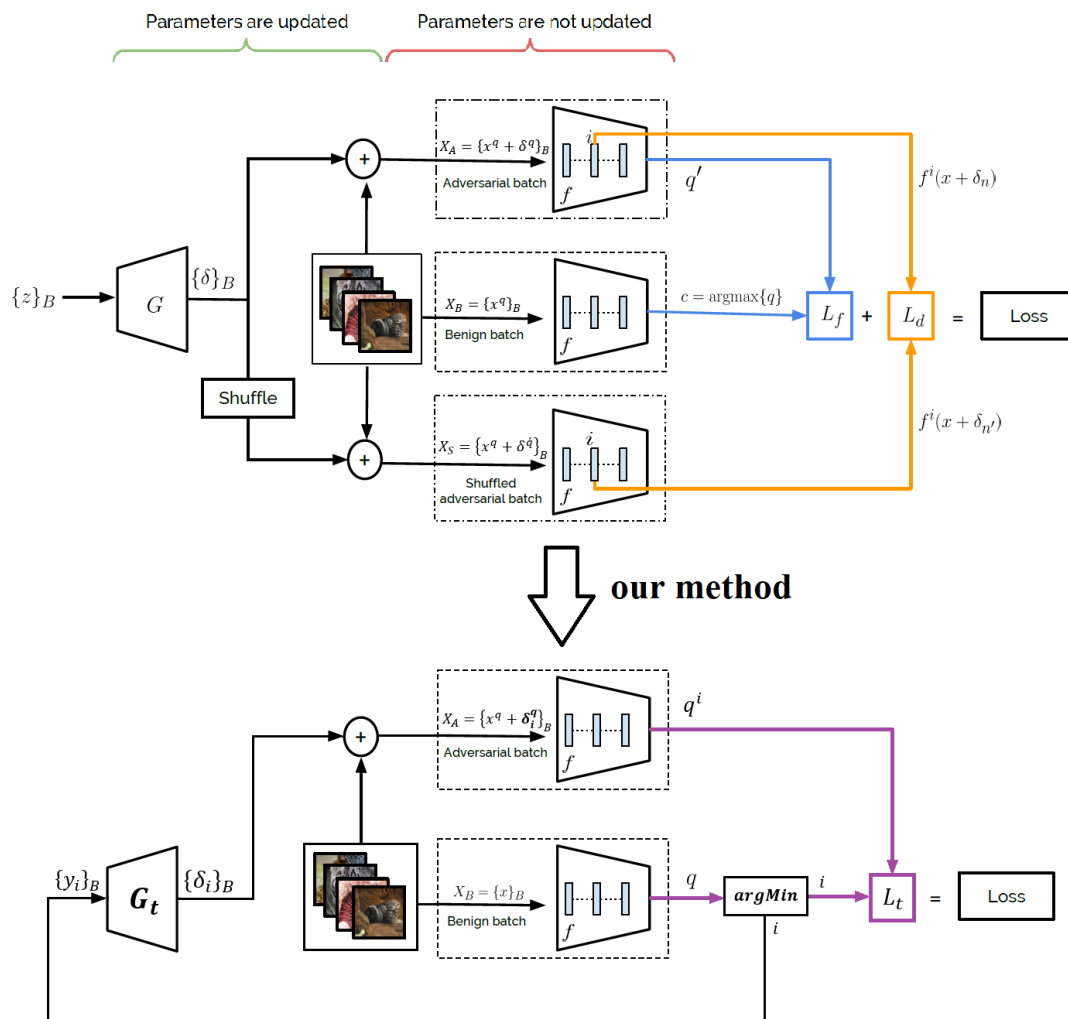 Parameters are updated
Parameters are not updated
X_A = {x^q + δ^q}_B
Adversarial batch
i
f
q′
f^i(x + δ_n)
{z}_B
G
{δ}_B
X_B = {x^q}_B
Benign batch
f
c = argmax{q}
L_f
+
L_d
=
Loss
Shuffle
+
+
X_S = {x^q + δ^q́}_B
Shuffled
adversarial batch
i
f
f^i(x + δ_{n′})
our method
X_A = {x^q + δ_i^q}_B
Adversarial batch
f
q^i
+
{y_i}_B
G_t
{δ_i}_B
X_B = {x}_B
Benign batch
f
q
argMin
i
L_t
=
Loss
i